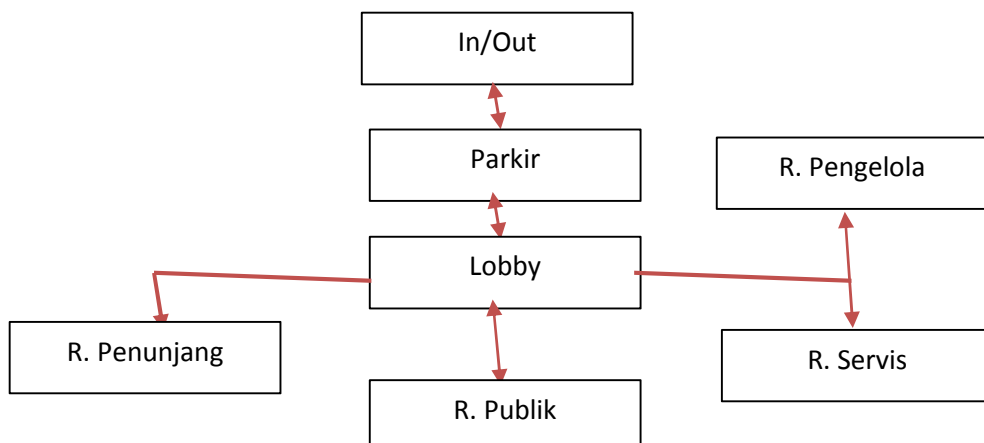 In/Out
Parkir
R. Pengelola
Lobby
R. Penunjang
R. Servis
R. Publik